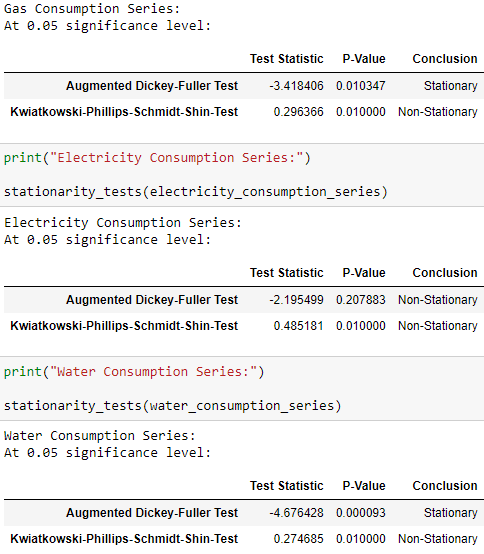 Gas Consumption Series:
At 0.05 significance level:
Test Statistic P-Value Conclusion
Augmented Dickey-Fuller Test -3.418406 0.010347 Stationary
Kwiatkowski-Phillips-Schmidt-Shin-Test 0.296366 0.010000 Non-Stationary
print("Electricity Consumption Series:")
stationarity_tests(electricity_consumption_series)
Electricity Consumption Series:
At 0.05 significance level:
Test Statistic P-Value Conclusion
Augmented Dickey-Fuller Test -2.195499 0.207883 Non-Stationary
Kwiatkowski-Phillips-Schmidt-Shin-Test 0.485181 0.010000 Non-Stationary
print("Water Consumption Series:")
stationarity_tests(water_consumption_series)
Water Consumption Series:
At 0.05 significance level:
Test Statistic P-Value Conclusion
Augmented Dickey-Fuller Test -4.676428 0.000093 Stationary
Kwiatkowski-Phillips-Schmidt-Shin-Test 0.274685 0.010000 Non-Stationary